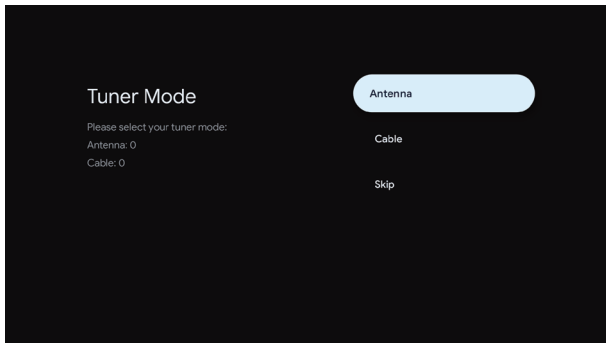 Tuner Mode
Please select your tuner mode:
Antenna: 0
Cable: 0
Antenna
Cable
Skip